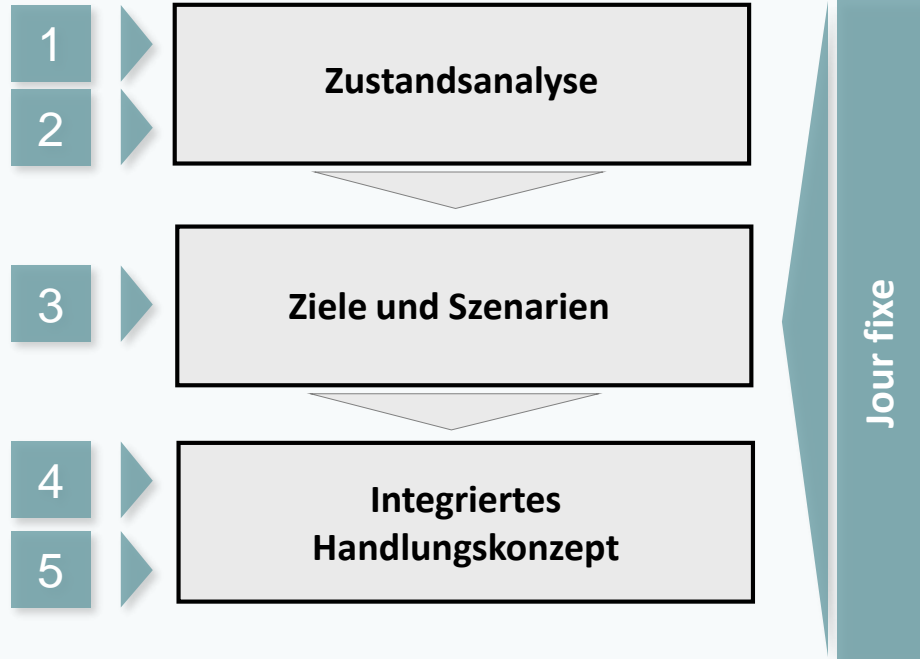 1
2
Zustandsanalyse
3
Ziele und Szenarien
4
5
Integriertes
Handlungskonzept
Jour fixe